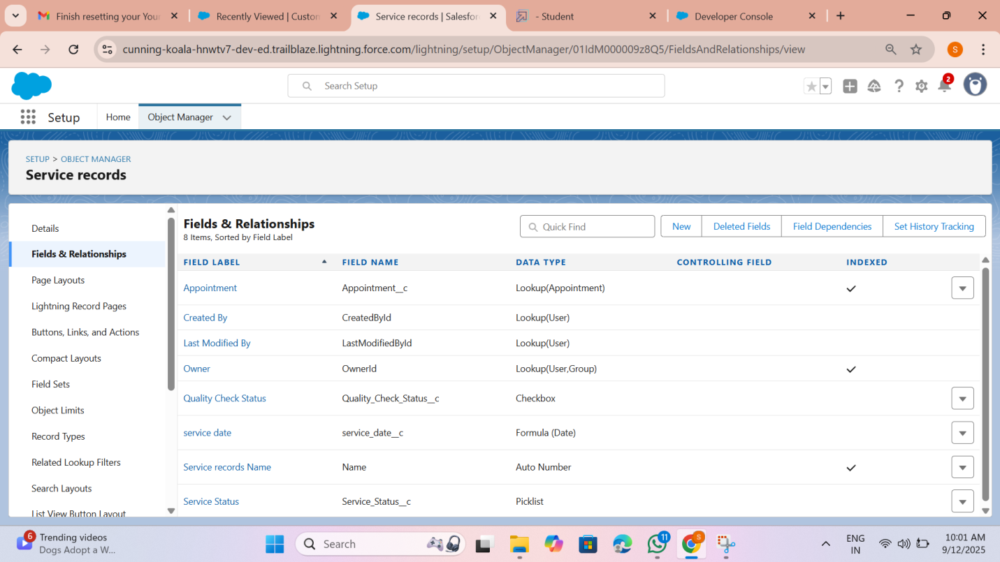 Finish resetting your Your
Recently Viewed | Custon
Service records | Salesfor
- Student
Developer Console
cunning-koala-hnwtv7-dev-ed.trailblaze.lightning.force.com/lightning/setup/ObjectManager/01IdM000009z8Q5/FieldsAndRelationships/view
S
Search Setup
2
Setup
Home
Object Manager
SETUP > OBJECT MANAGER
Service records
Details
Fields & Relationships
Page Layouts
Lightning Record Pages
Buttons, Links, and Actions
Compact Layouts
Field Sets
Object Limits
Record Types
Related Lookup Filters
Search Layouts
List View Button Layout
Fields & Relationships
8 Items, Sorted by Field Label
Quick Find
New
Deleted Fields
Field Dependencies
Set History Tracking
FIELD LABEL FIELD NAME DATA TYPE CONTROLLING FIELD INDEXED
Appointment Appointment__c Lookup(Appointment)
Created By CreatedById Lookup(User)
Last Modified By LastModifiedById Lookup(User)
Owner OwnerId Lookup(User,Group)
Quality Check Status Quality_Check_Status__c Checkbox
service date service_date__c Formula (Date)
Service records Name Name Auto Number
Service Status Service_Status__c Picklist
6
Trending videos
Dogs Adopt a W...
Search
11
S
ENG
IN
10:01 AM
9/12/2025